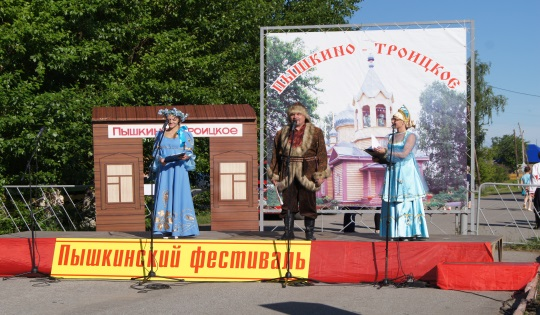 ПЫШКИНО - ТРОИЦКОЕ
ПЫШКИНО-ТРОИЦКОЕ
Пышкинский фестиваль